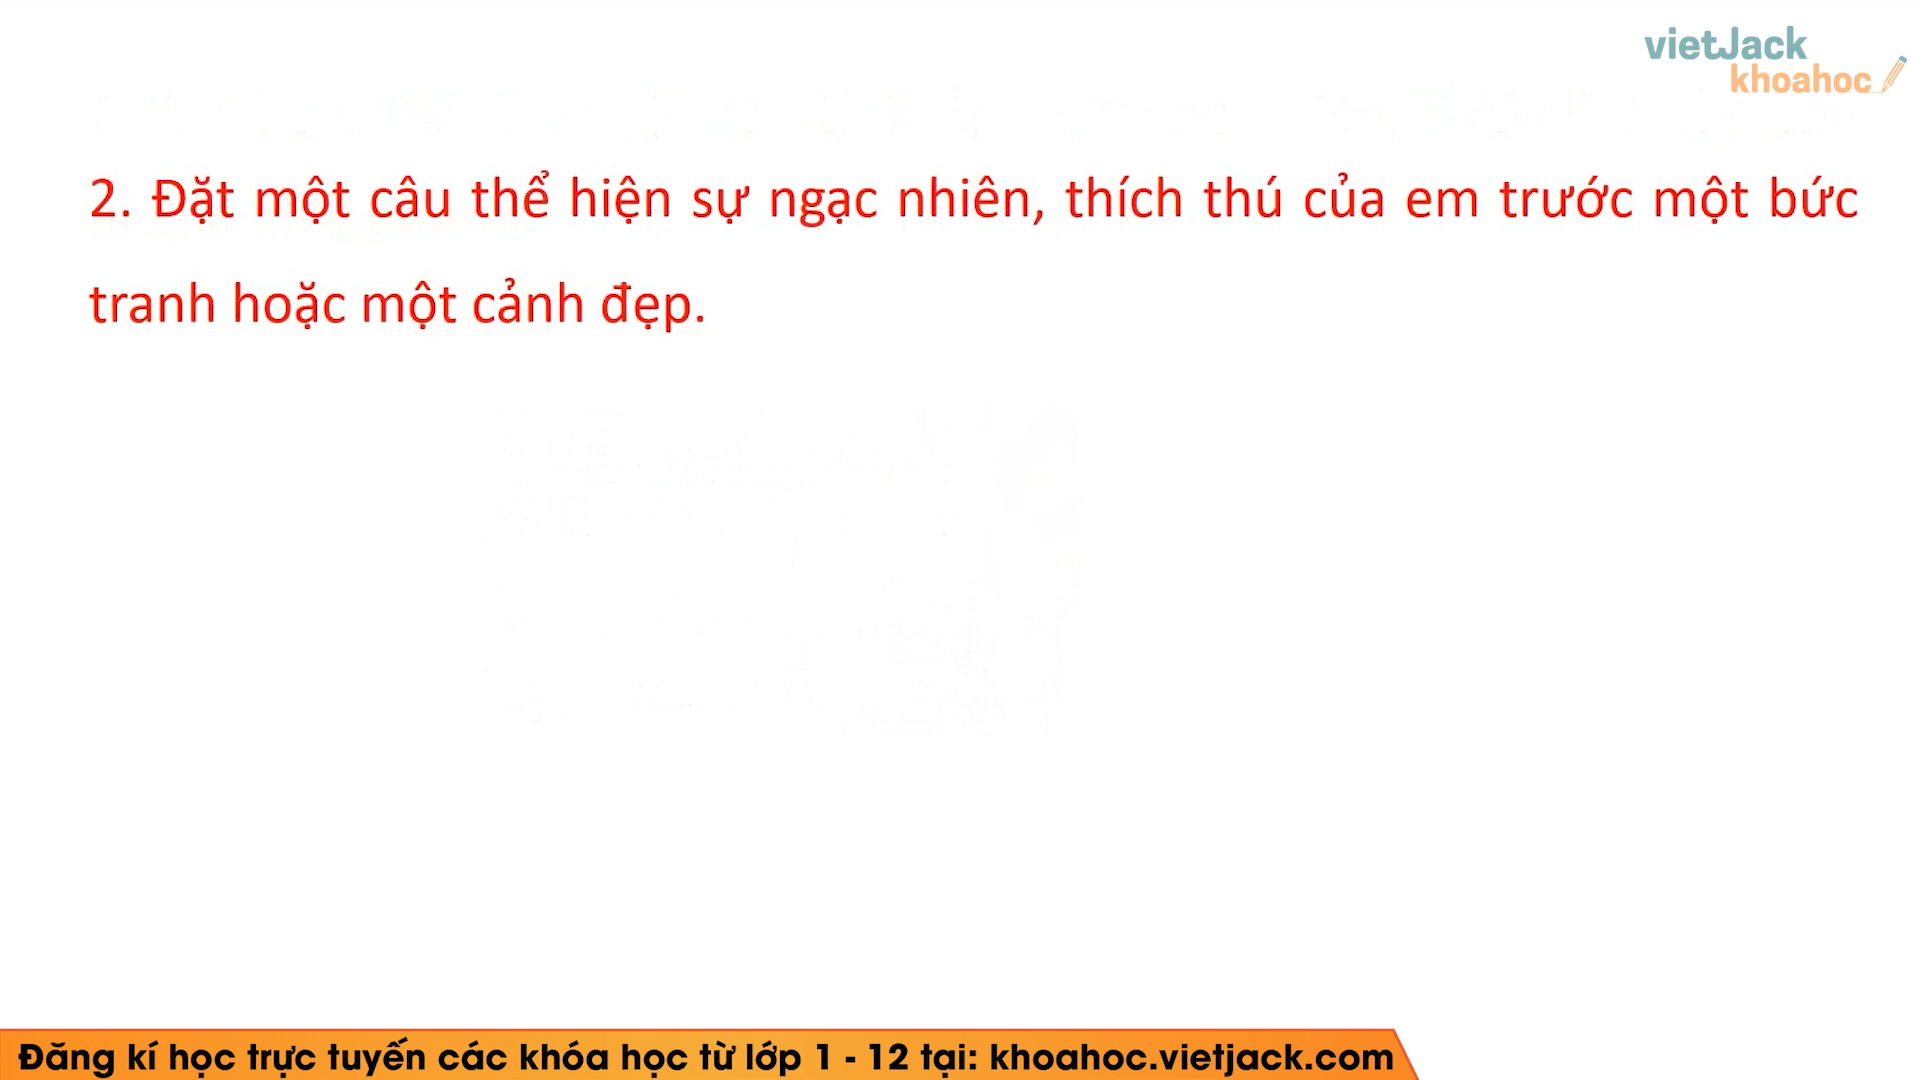 vietJack
khoahoc
2. Đặt một câu thể hiện sự ngạc nhiên, thích thú của em trước một bức
tranh hoặc một cảnh đẹp.
Đăng kí học trực tuyến các khóa học từ lớp 1 - 12 tại: khoahoc.vietjack.com